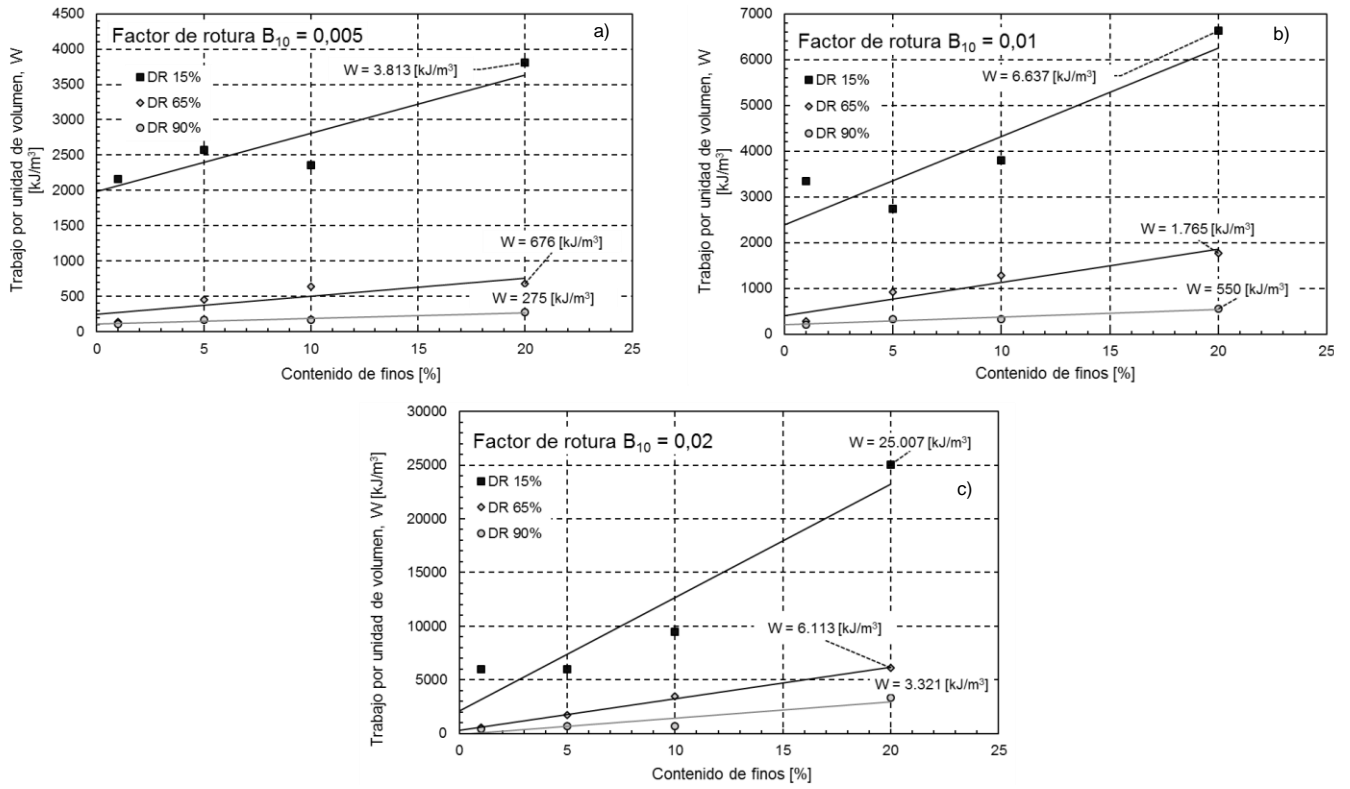 4500
4000
3500
3000
2500
2000
1500
1000
500
0
Trabajo por unidad de volumen, W
[kJ/m³]
Factor de rotura B₁₀ = 0,005
a)
DR 15%
DR 65%
DR 90%
W = 3.813 [kJ/m³]
W = 676 [kJ/m³]
W = 275 [kJ/m³]
0 5 10 15 20 25
Contenido de finos [%]
7000
6000
5000
4000
3000
2000
1000
0
Trabajo por unidad de volumen, W
[kJ/m³]
Factor de rotura B₁₀ = 0,01
b)
DR 15%
DR 65%
DR 90%
W = 6.637 [kJ/m³]
W = 1.765 [kJ/m³]
W = 550 [kJ/m³]
0 5 10 15 20 25
Contenido de finos [%]
30000
25000
20000
15000
10000
5000
0
Trabajo por unidad de volumen, W [kJ/m³]
Factor de rotura B₁₀ = 0,02
c)
DR 15%
DR 65%
DR 90%
W = 25.007 [kJ/m³]
W = 6.113 [kJ/m³]
W = 3.321 [kJ/m³]
0 5 10 15 20 25
Contenido de finos [%]